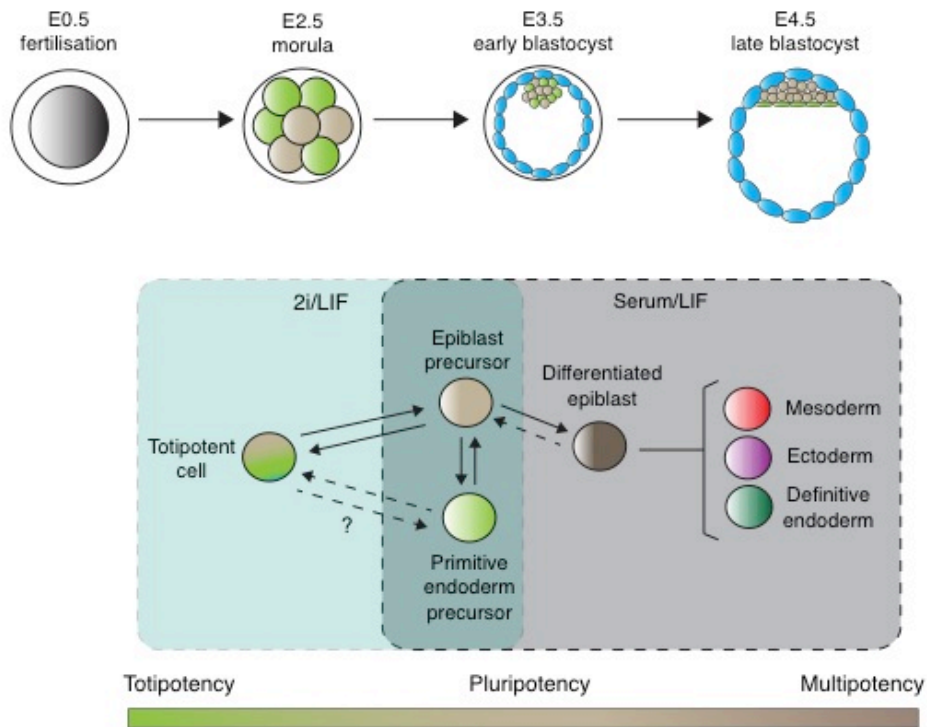 E0.5
fertilisation
E2.5
morula
E3.5
early blastocyst
E4.5
late blastocyst
2i/LIF
Serum/LIF
Epiblast
precursor
Differentiated
epiblast
Totipotent
cell
Mesoderm
Ectoderm
Definitive
endoderm
?
Primitive
endoderm
precursor
Totipotency
Pluripotency
Multipotency